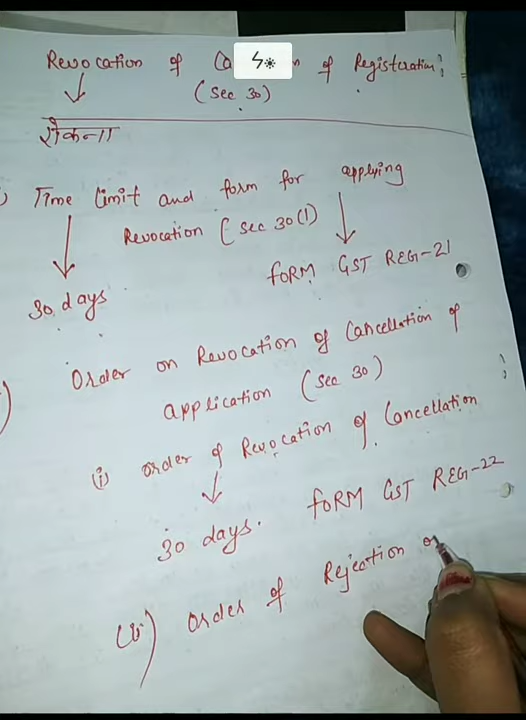 Revocation of Ca n of Registration:
(Sec 30)
रोकना
Time limit and form for applying
Revocation (Sec 30(1)
30 days
FORM GST REG-21
Order on Revocation of Cancellation of
application (Sec 30)
(i) order of Revocation of Cancellation
30 days. FORM GST REG-22
(ii) order of Rejection o